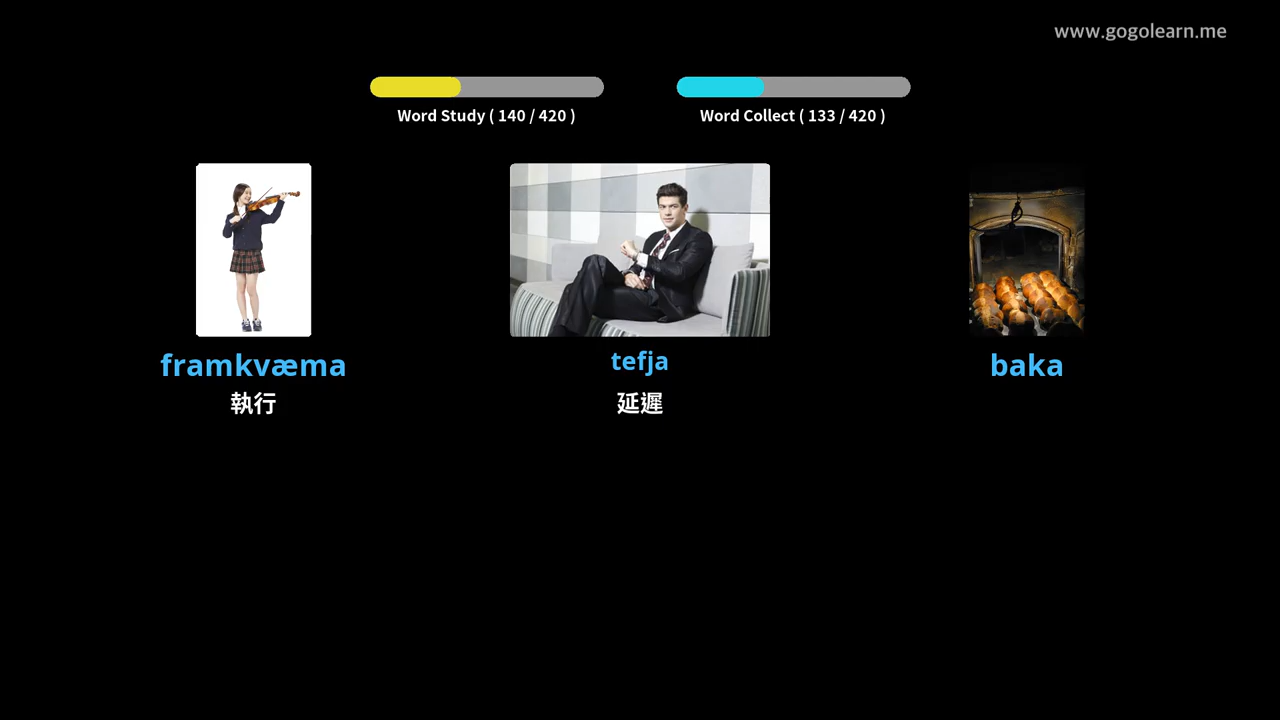 www.gogolearn.me
Word Study ( 140 / 420 )
Word Collect ( 133 / 420 )
framkvæma
tefja
baka
執行
延遲